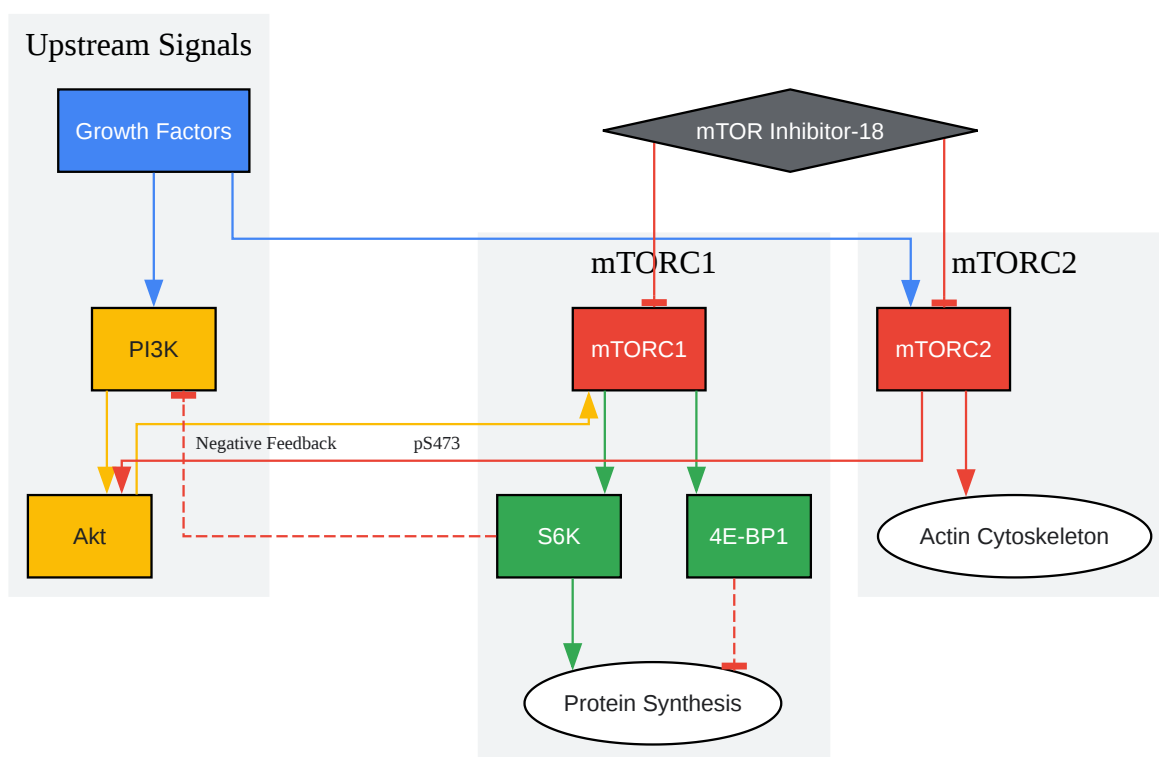 Upstream Signals
Growth Factors
mTOR Inhibitor-18
mTORC1
mTORC2
PI3K
mTORC1
mTORC2
Negative Feedback
pS473
Akt
S6K
4E-BP1
Actin Cytoskeleton
Protein Synthesis